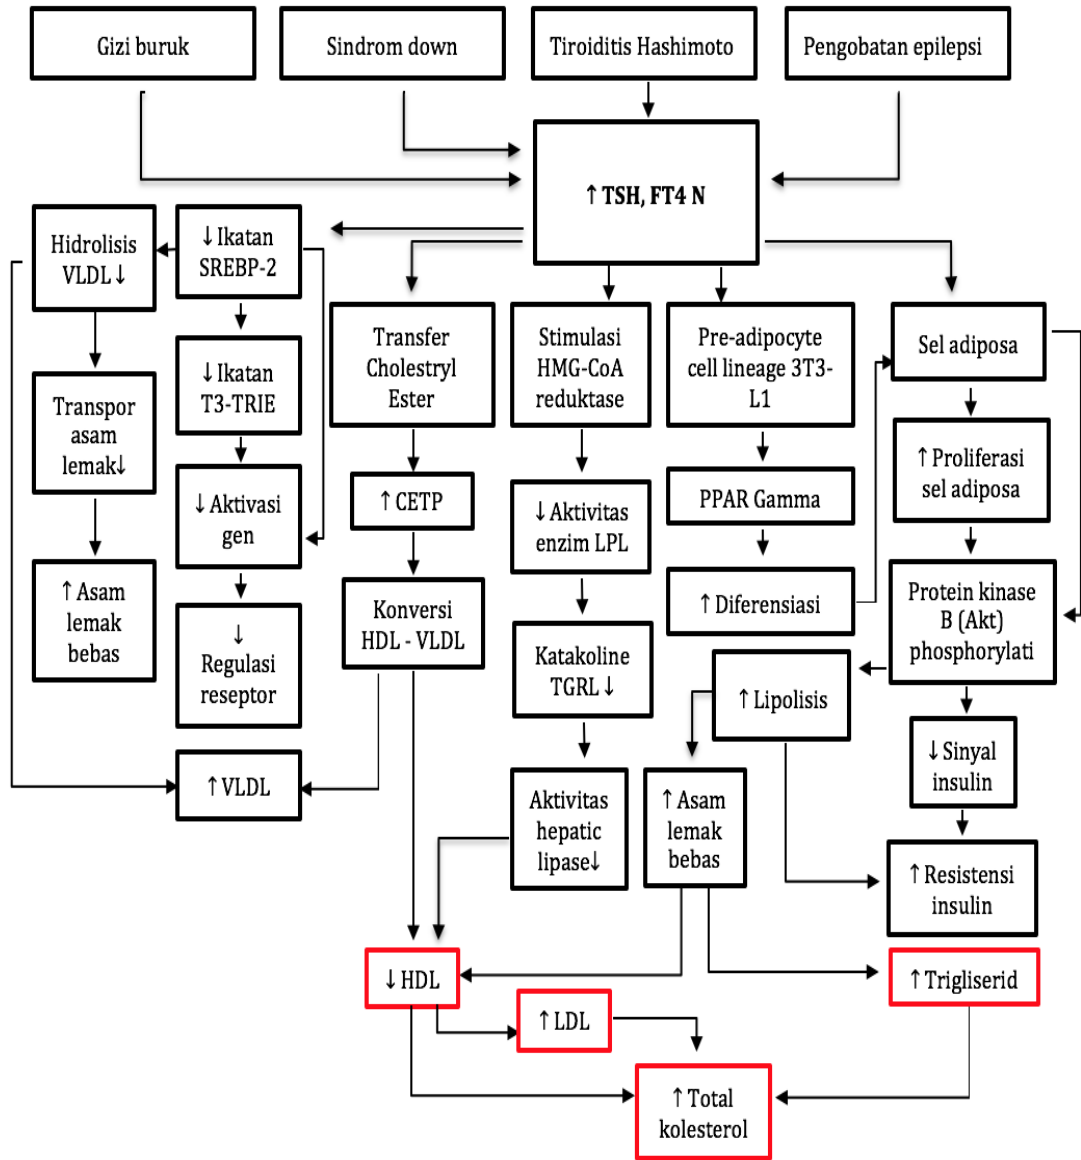 Gizi buruk
Sindrom down
Tiroiditis Hashimoto
Pengobatan epilepsi
↑ TSH, FT4 N
Hidrolisis
VLDL ↓
↓ Ikatan
SREBP-2
Transfer
Cholestryl
Ester
Stimulasi
HMG-CoA
reduktase
Pre-adipocyte
cell lineage 3T3-
L1
Sel adiposa
Transpor
asam
lemak↓
↓ Ikatan
T3-TRIE
↑ CETP
↓ Aktivitas
enzim LPL
PPAR Gamma
↑ Proliferasi
sel adiposa
↓ Aktivasi
gen
↑ Asam
lemak
bebas
Konversi
HDL - VLDL
↑ Diferensiasi
Protein kinase
B (Akt)
phosphorylati
↓
Regulasi
reseptor
Katakoline
TGRL ↓
↑ Lipolisis
↓ Sinyal
insulin
↑ VLDL
Aktivitas
hepatic
lipase↓
↑ Asam
lemak
bebas
↑ Resistensi
insulin
↓ HDL
↑ Trigliserid
↑ LDL
↑ Total
kolesterol